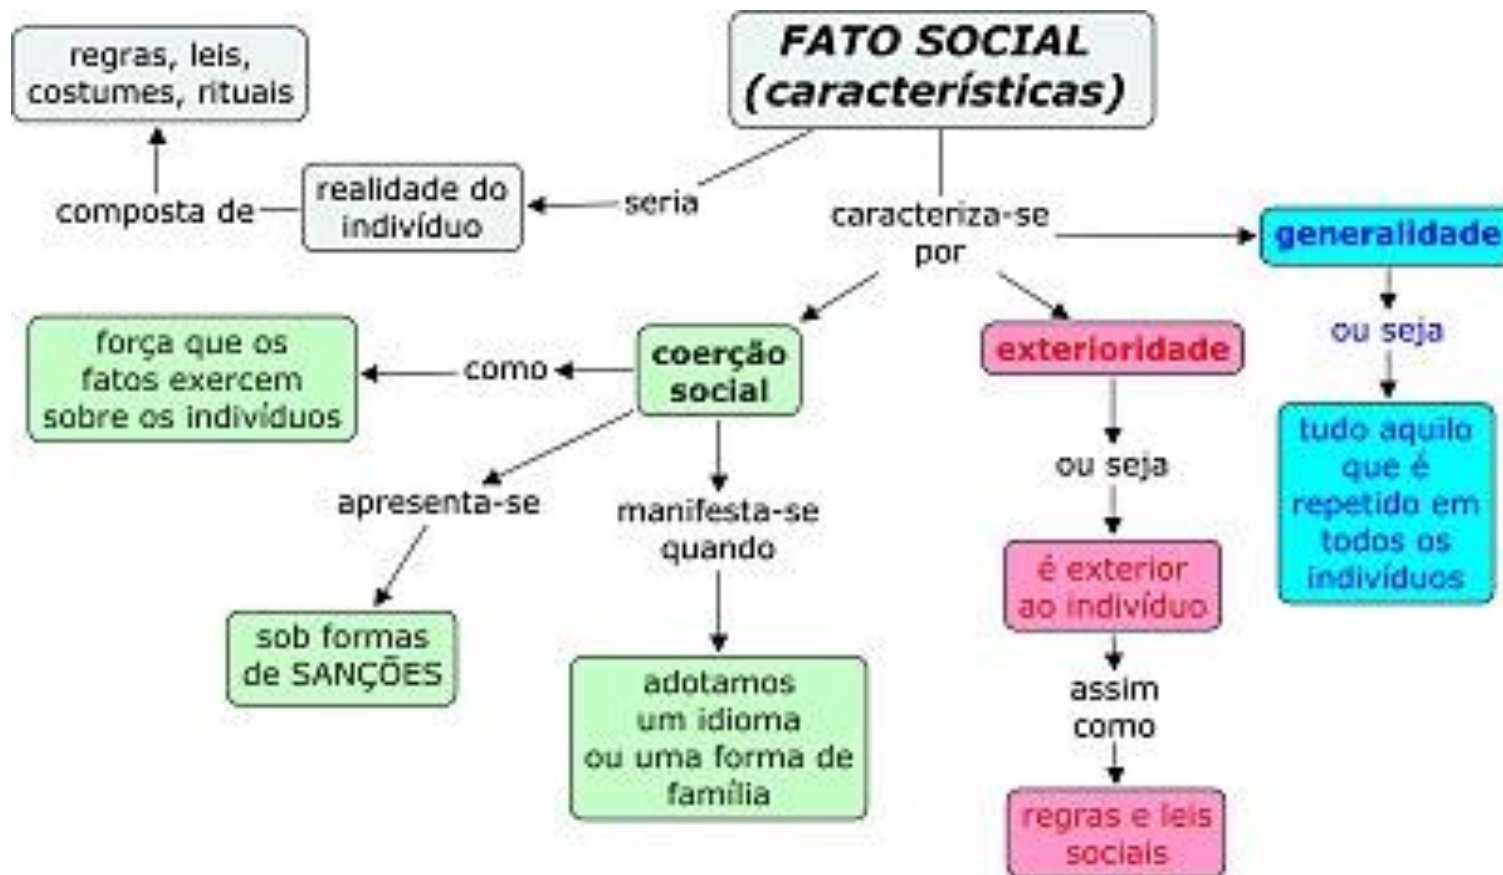 FATO SOCIAL
(características)
regras, leis,
costumes, rituais
composta de
realidade do
indivíduo
seria
caracteriza-se
por
generalidade
ou seja
tudo aquilo
que é
repetido em
todos os
indivíduos
exterioridade
ou seja
é exterior
ao indivíduo
assim
como
regras e leis
sociais
coerção
social
como
força que os
fatos exercem
sobre os indivíduos
apresenta-se
sob formas
de SANÇÕES
manifesta-se
quando
adotamos
um idioma
ou uma forma de
família